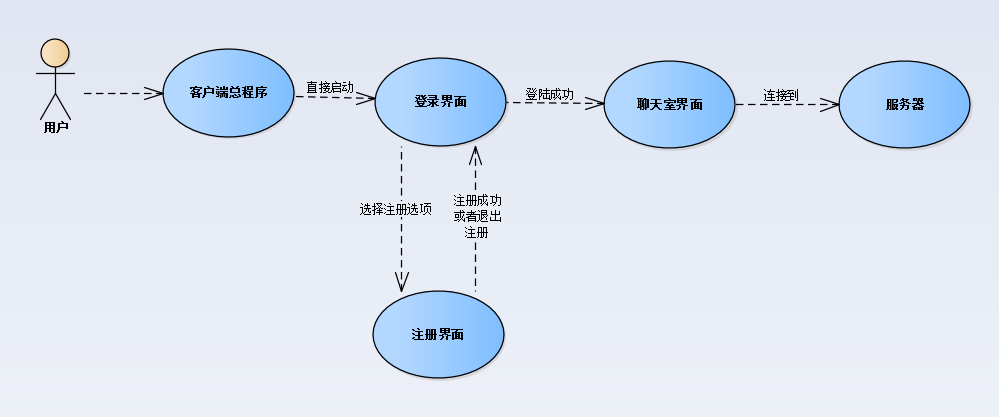 用户
客户端总程序
直接启动
登录界面
登陆成功
聊天室界面
连接到
服务器
选择注册选项
注册成功
或者退出
注册
注册界面